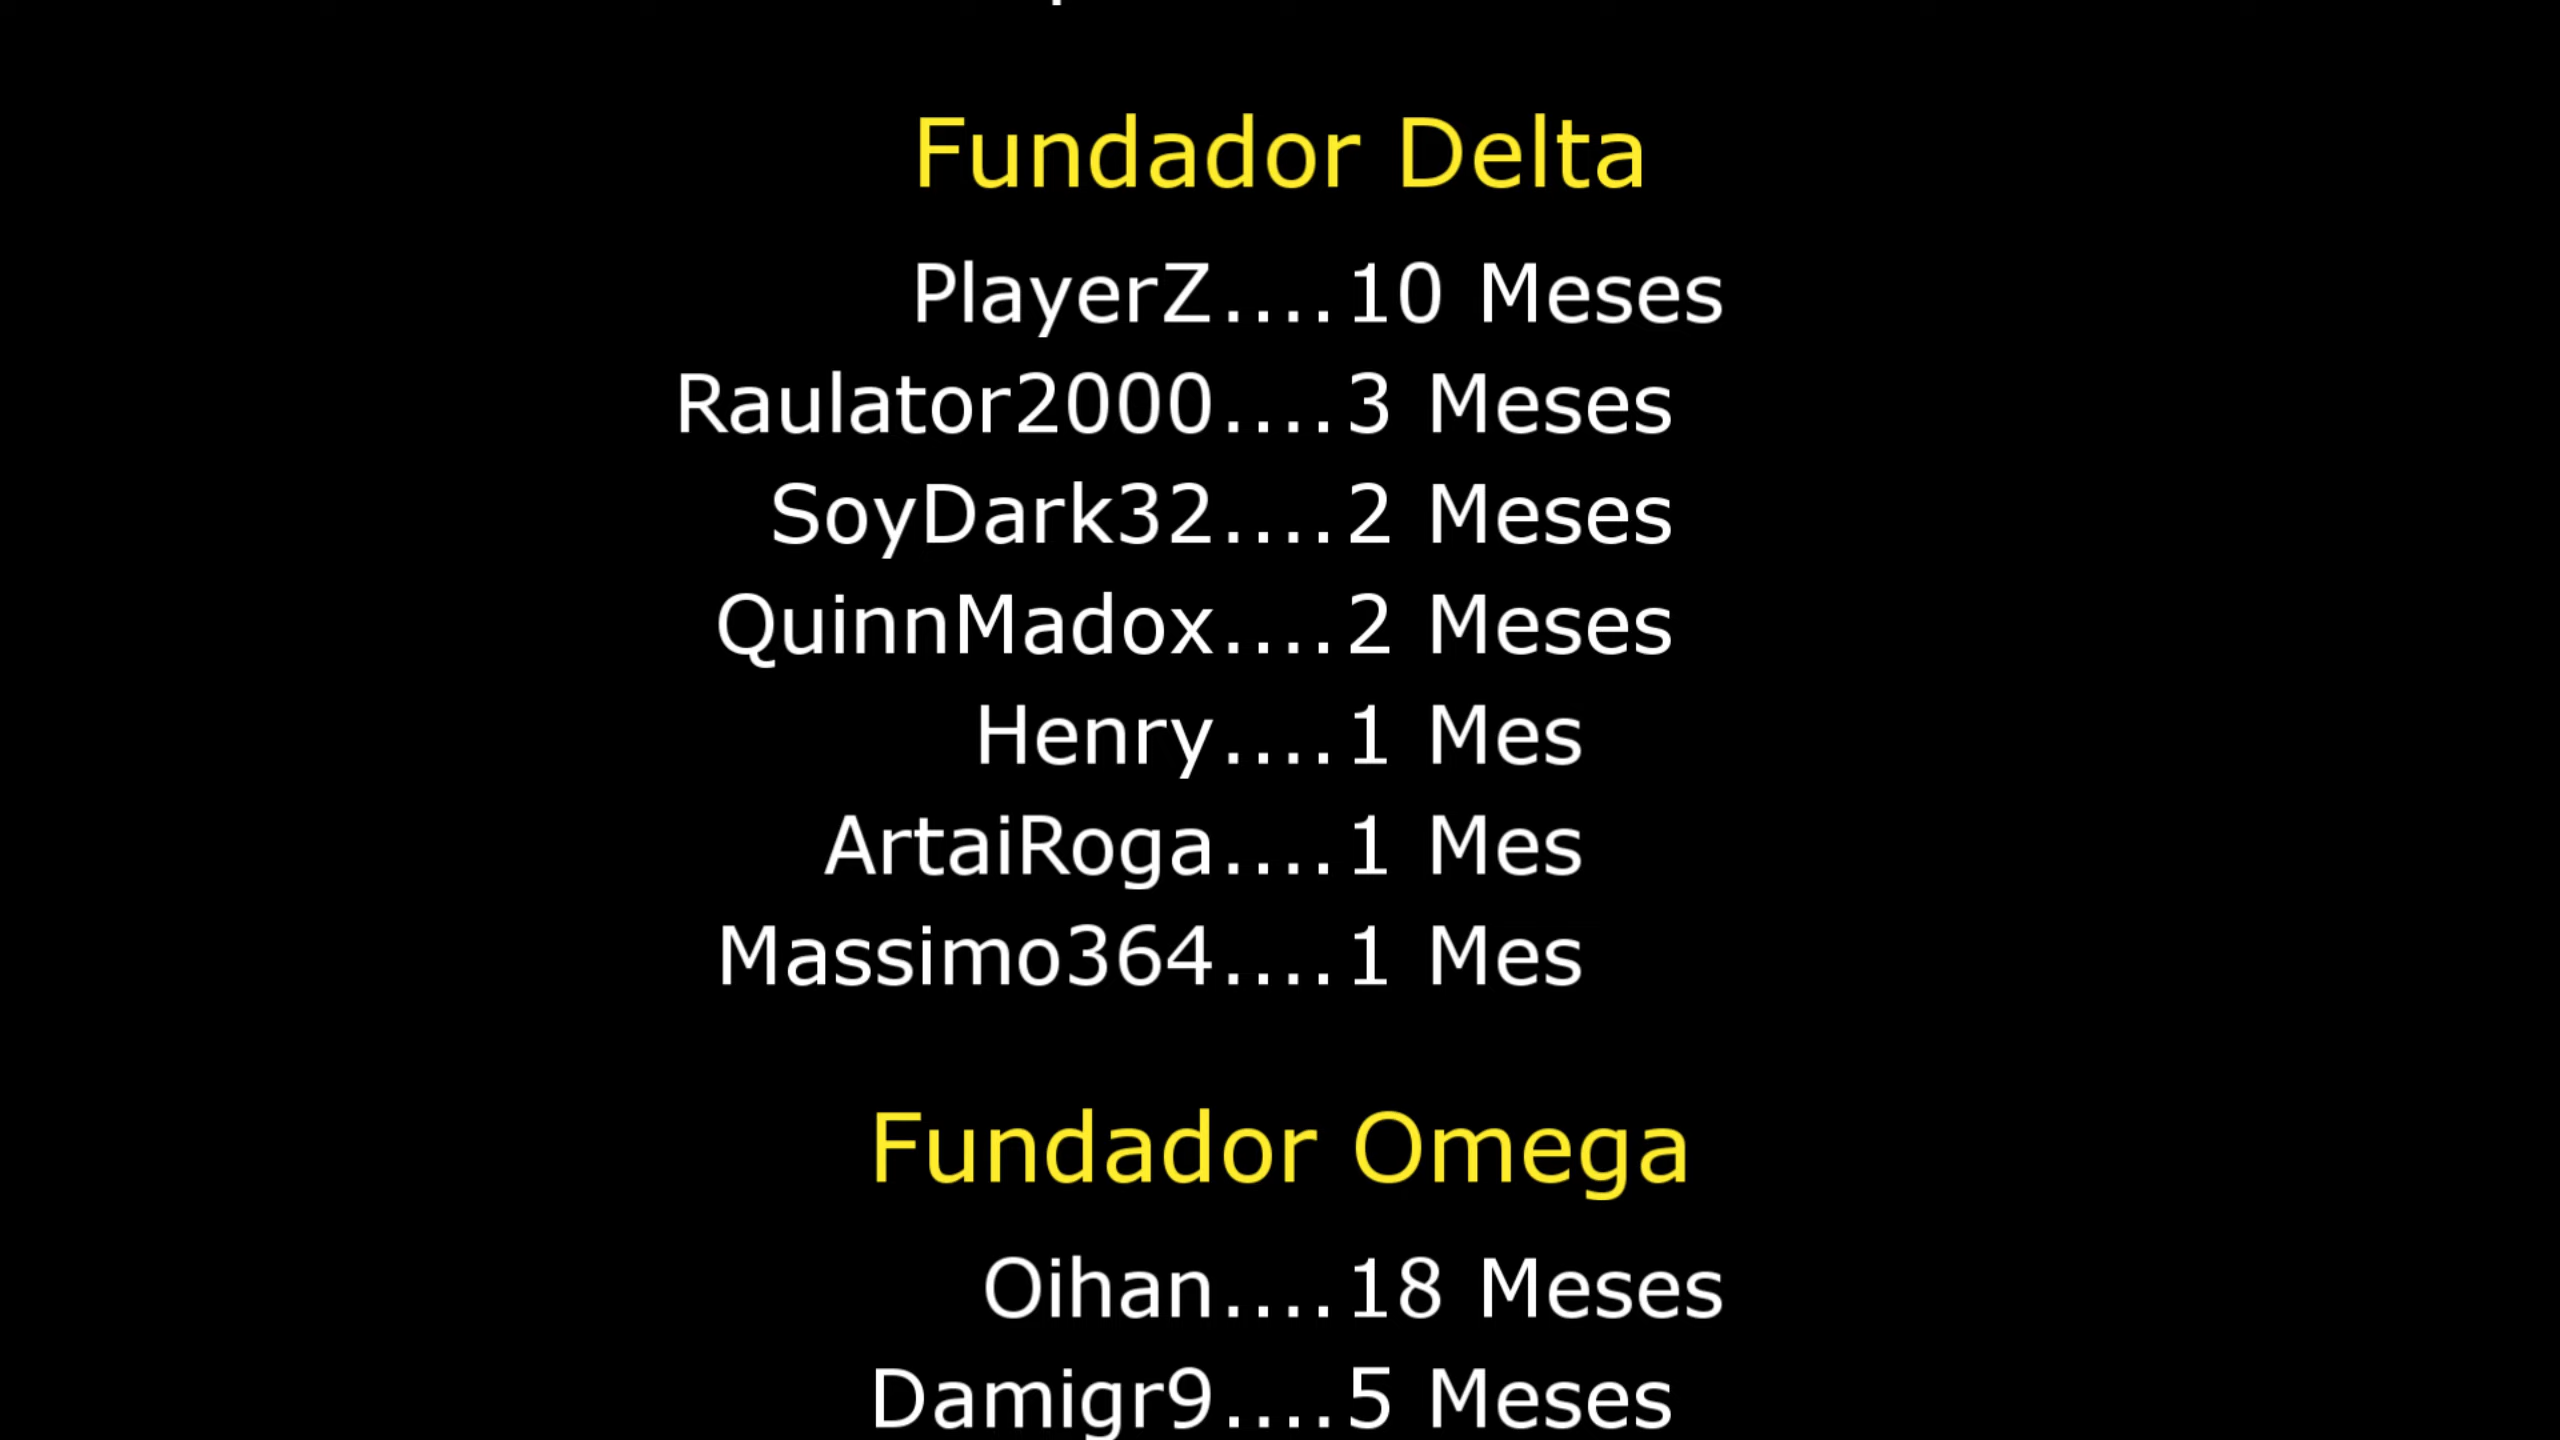 Fundador Delta
PlayerZ....10 Meses
Raulator2000....3 Meses
SoyDark32....2 Meses
QuinnMadox....2 Meses
Henry....1 Mes
ArtaiRoga....1 Mes
Massimo364....1 Mes
Fundador Omega
Oihan....18 Meses
Damigr9....5 Meses